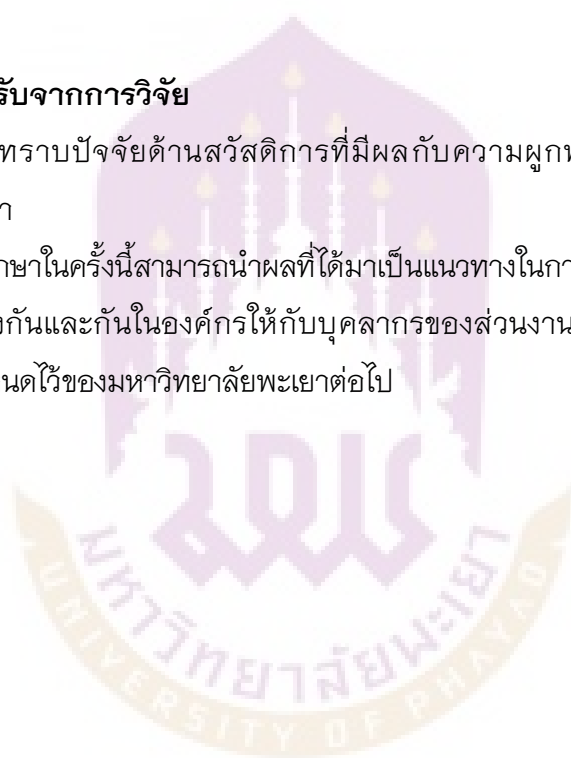 รับจากการวิจัย
ทราบปัจจัยด้านสวัสดิการที่มีผลกับความผูก
า
กษาในครั้งนี้สามารถนำผลที่ได้มาเป็นแนวทางในกา
งกันและกันในองค์กรให้กับบุคลากรของส่วนงาน
นดไว้ของมหาวิทยาลัยพะเยาต่อไป
มพย
มหาวิทยาลัยพะเยา
UNIVERSITY OF PHAYAO